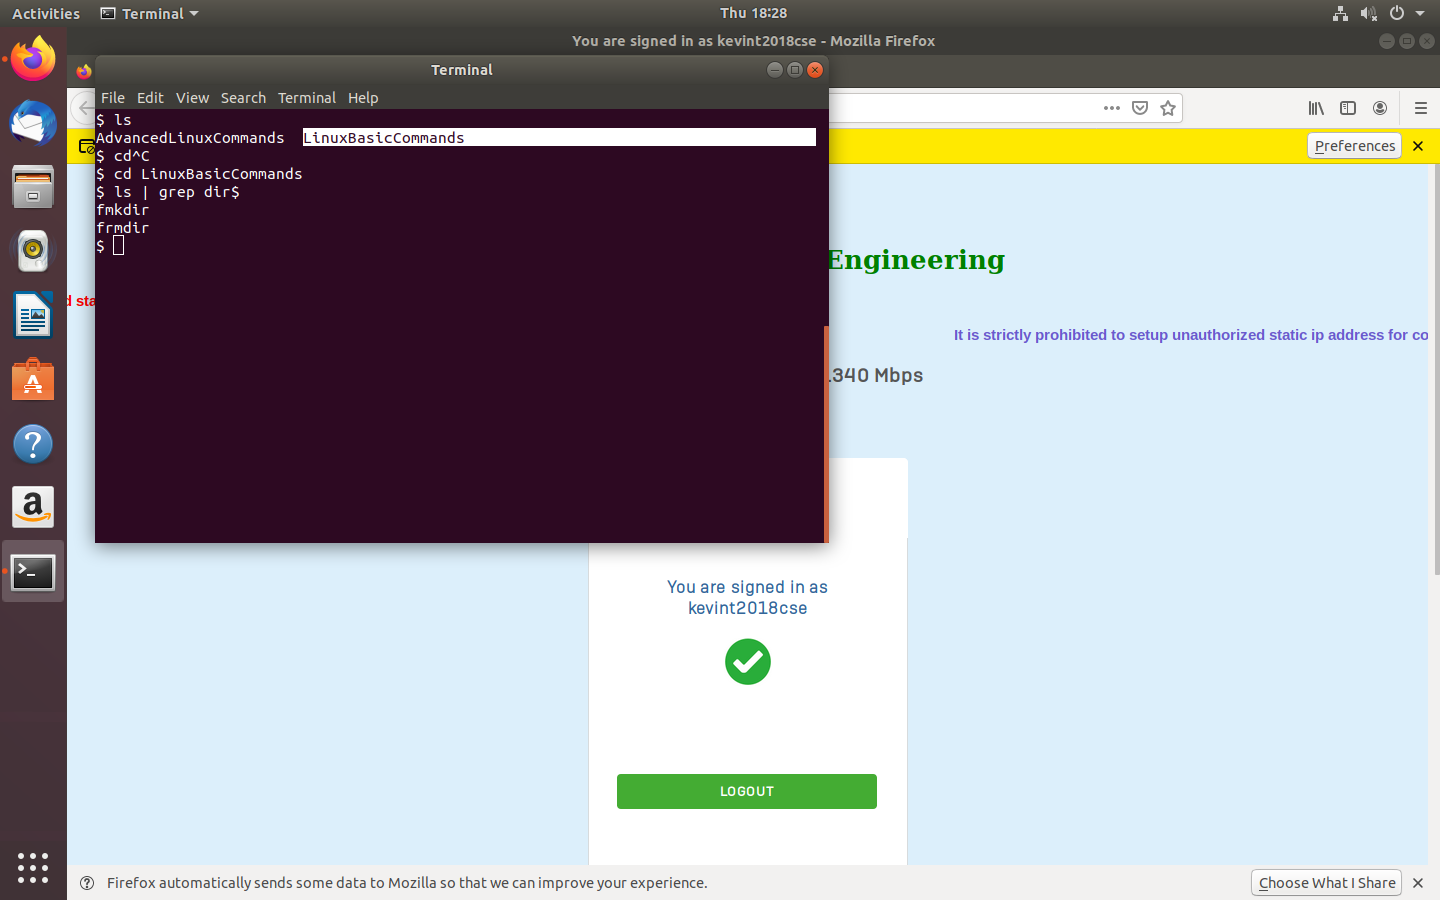 Activities Terminal Thu 18:28
You are signed in as kevint2018cse - Mozilla Firefox
Terminal
File Edit View Search Terminal Help
$ ls
AdvancedLinuxCommands LinuxBasicCommands
$ cd^C
$ cd LinuxBasicCommands
$ ls | grep dir$
fmkdir
frmdir
$
Preferences
Engineering
It is strictly prohibited to setup unauthorized static ip address for co
340 Mbps
You are signed in as
kevint2018cse
LOGOUT
Firefox automatically sends some data to Mozilla so that we can improve your experience. Choose What I Share